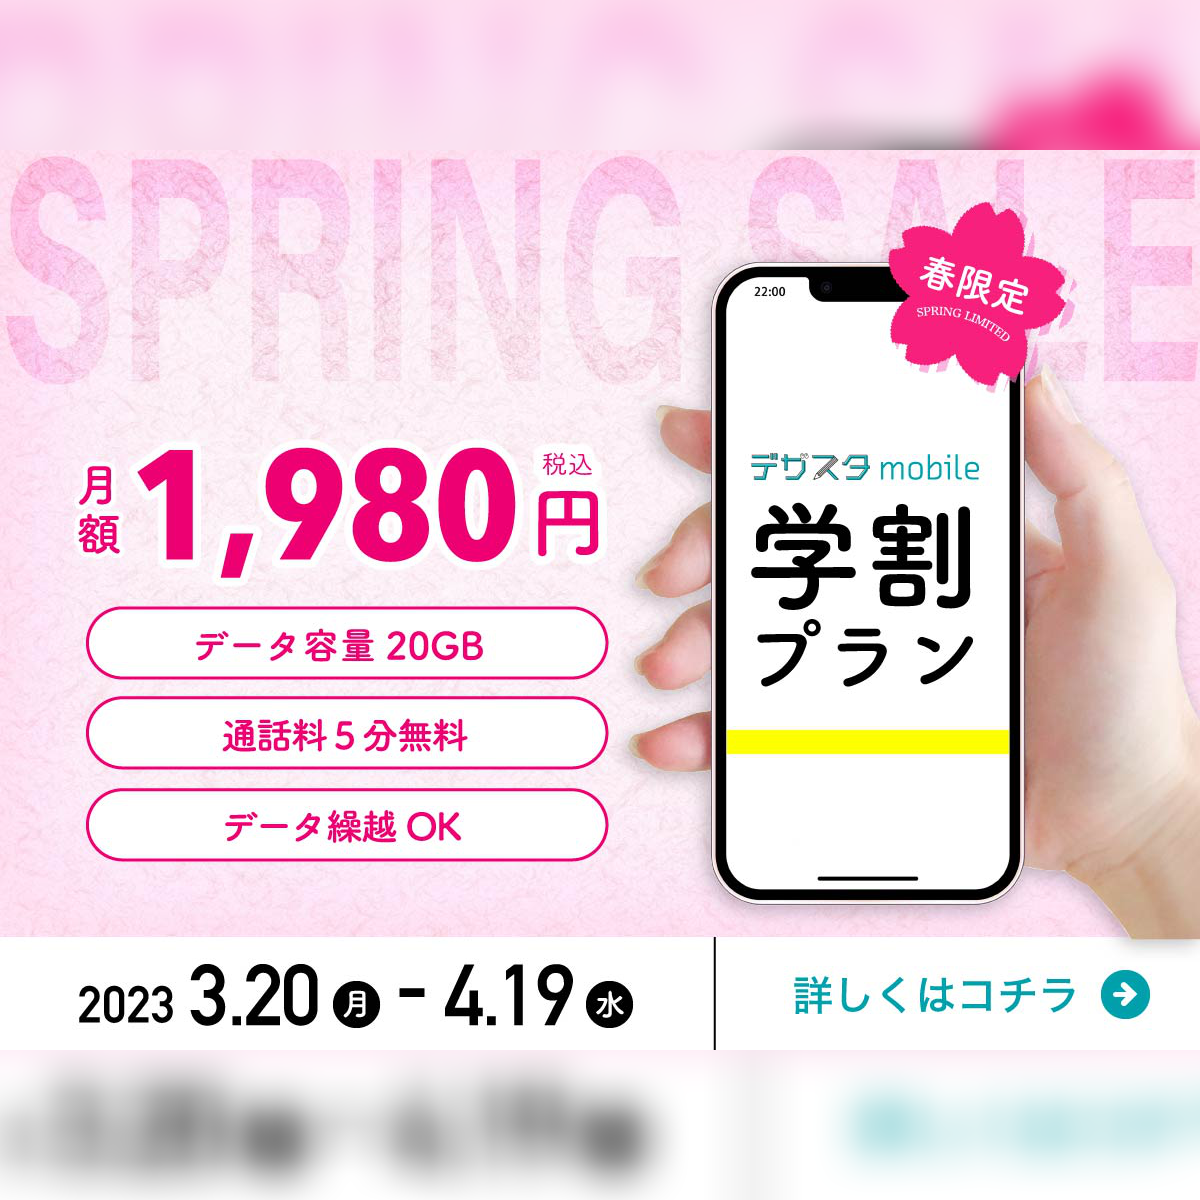 SPRING SALE
春限定
SPRING LIMITED
22:00
デザスタ mobile
学割
プラン
月額 1,980円 税込
データ容量 20GB
通話料 5 分無料
データ繰越 OK
2023 3.20 月 - 4.19 水
詳しくはコチラ